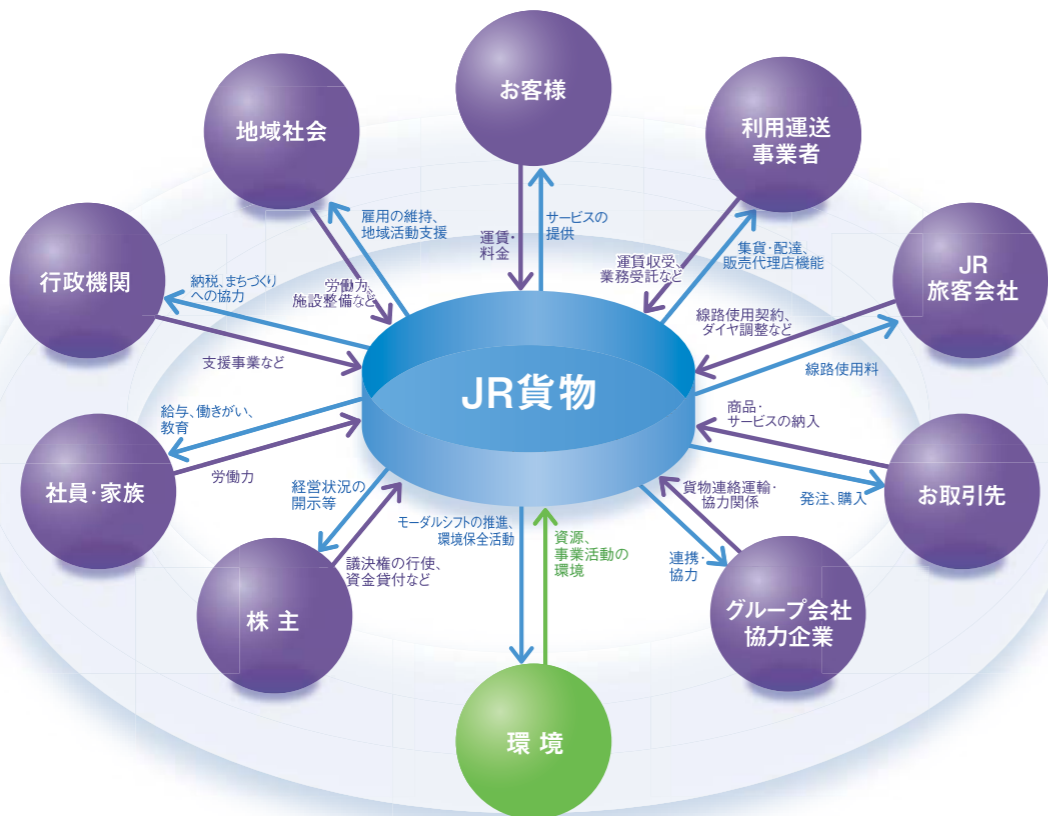 お客様
地域社会
利用運送
事業者
雇用の維持、
地域活動支援
運賃・
料金
サービスの
提供
集貨・配達、
販売代理店機能
運賃収受、
業務受託など
行政機関
納税、まちづくり
への協力
労働力、
施設整備など
JR
旅客会社
線路使用契約、
ダイヤ調整など
支援事業など
線路使用料
JR貨物
給与、働きがい、
教育
商品・
サービスの納入
社員・家族
労働力
お取引先
発注、購入
経営状況の
開示等
貨物連絡運輸・
協力関係
モーダルシフトの推進、
環境保全活動
資源、
事業活動の
環境
議決権の行使、
資金貸付など
連携・
協力
株主
グループ会社
協力企業
環境